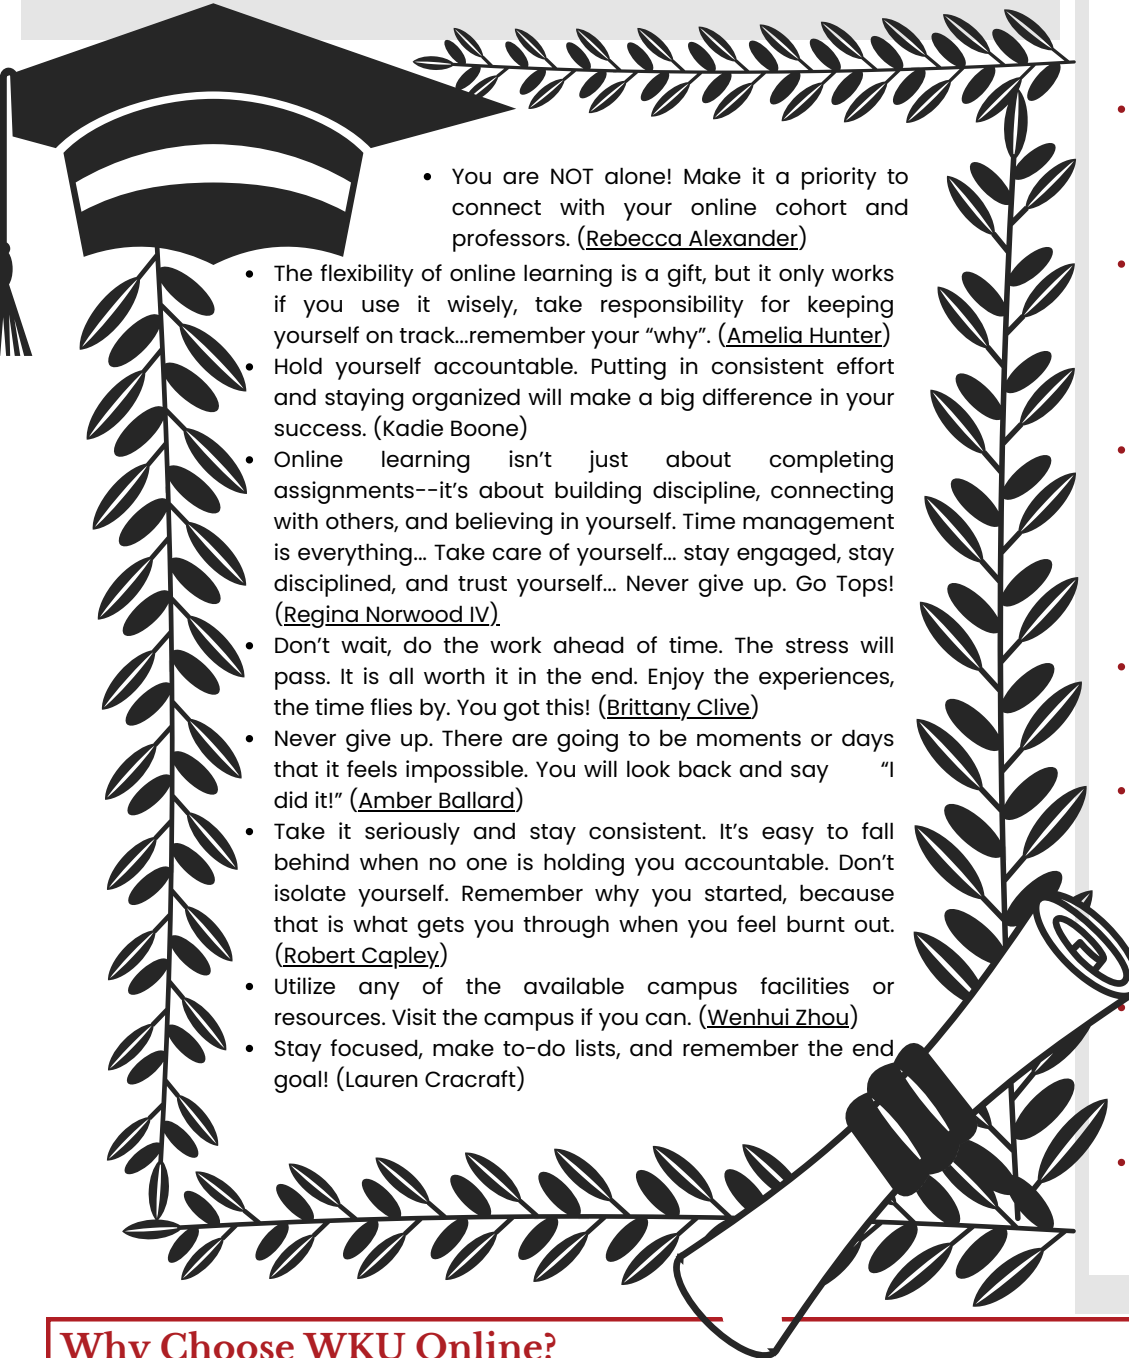 • You are NOT alone! Make it a priority to
connect with your online cohort and
professors. (Rebecca Alexander)
• The flexibility of online learning is a gift, but it only works
if you use it wisely, take responsibility for keeping
yourself on track...remember your “why”. (Amelia Hunter)
• Hold yourself accountable. Putting in consistent effort
and staying organized will make a big difference in your
success. (Kadie Boone)
• Online learning isn’t just about completing
assignments--it’s about building discipline, connecting
with others, and believing in yourself. Time management
is everything... Take care of yourself... stay engaged, stay
disciplined, and trust yourself... Never give up. Go Tops!
(Regina Norwood IV)
• Don’t wait, do the work ahead of time. The stress will
pass. It is all worth it in the end. Enjoy the experiences,
the time flies by. You got this! (Brittany Clive)
• Never give up. There are going to be moments or days
that it feels impossible. You will look back and say “I
did it!” (Amber Ballard)
• Take it seriously and stay consistent. It’s easy to fall
behind when no one is holding you accountable. Don’t
isolate yourself. Remember why you started, because
that is what gets you through when you feel burnt out.
(Robert Capley)
• Utilize any of the available campus facilities or
resources. Visit the campus if you can. (Wenhui Zhou)
• Stay focused, make to-do lists, and remember the end
goal! (Lauren Cracraft)
Why Choose WKU Online?